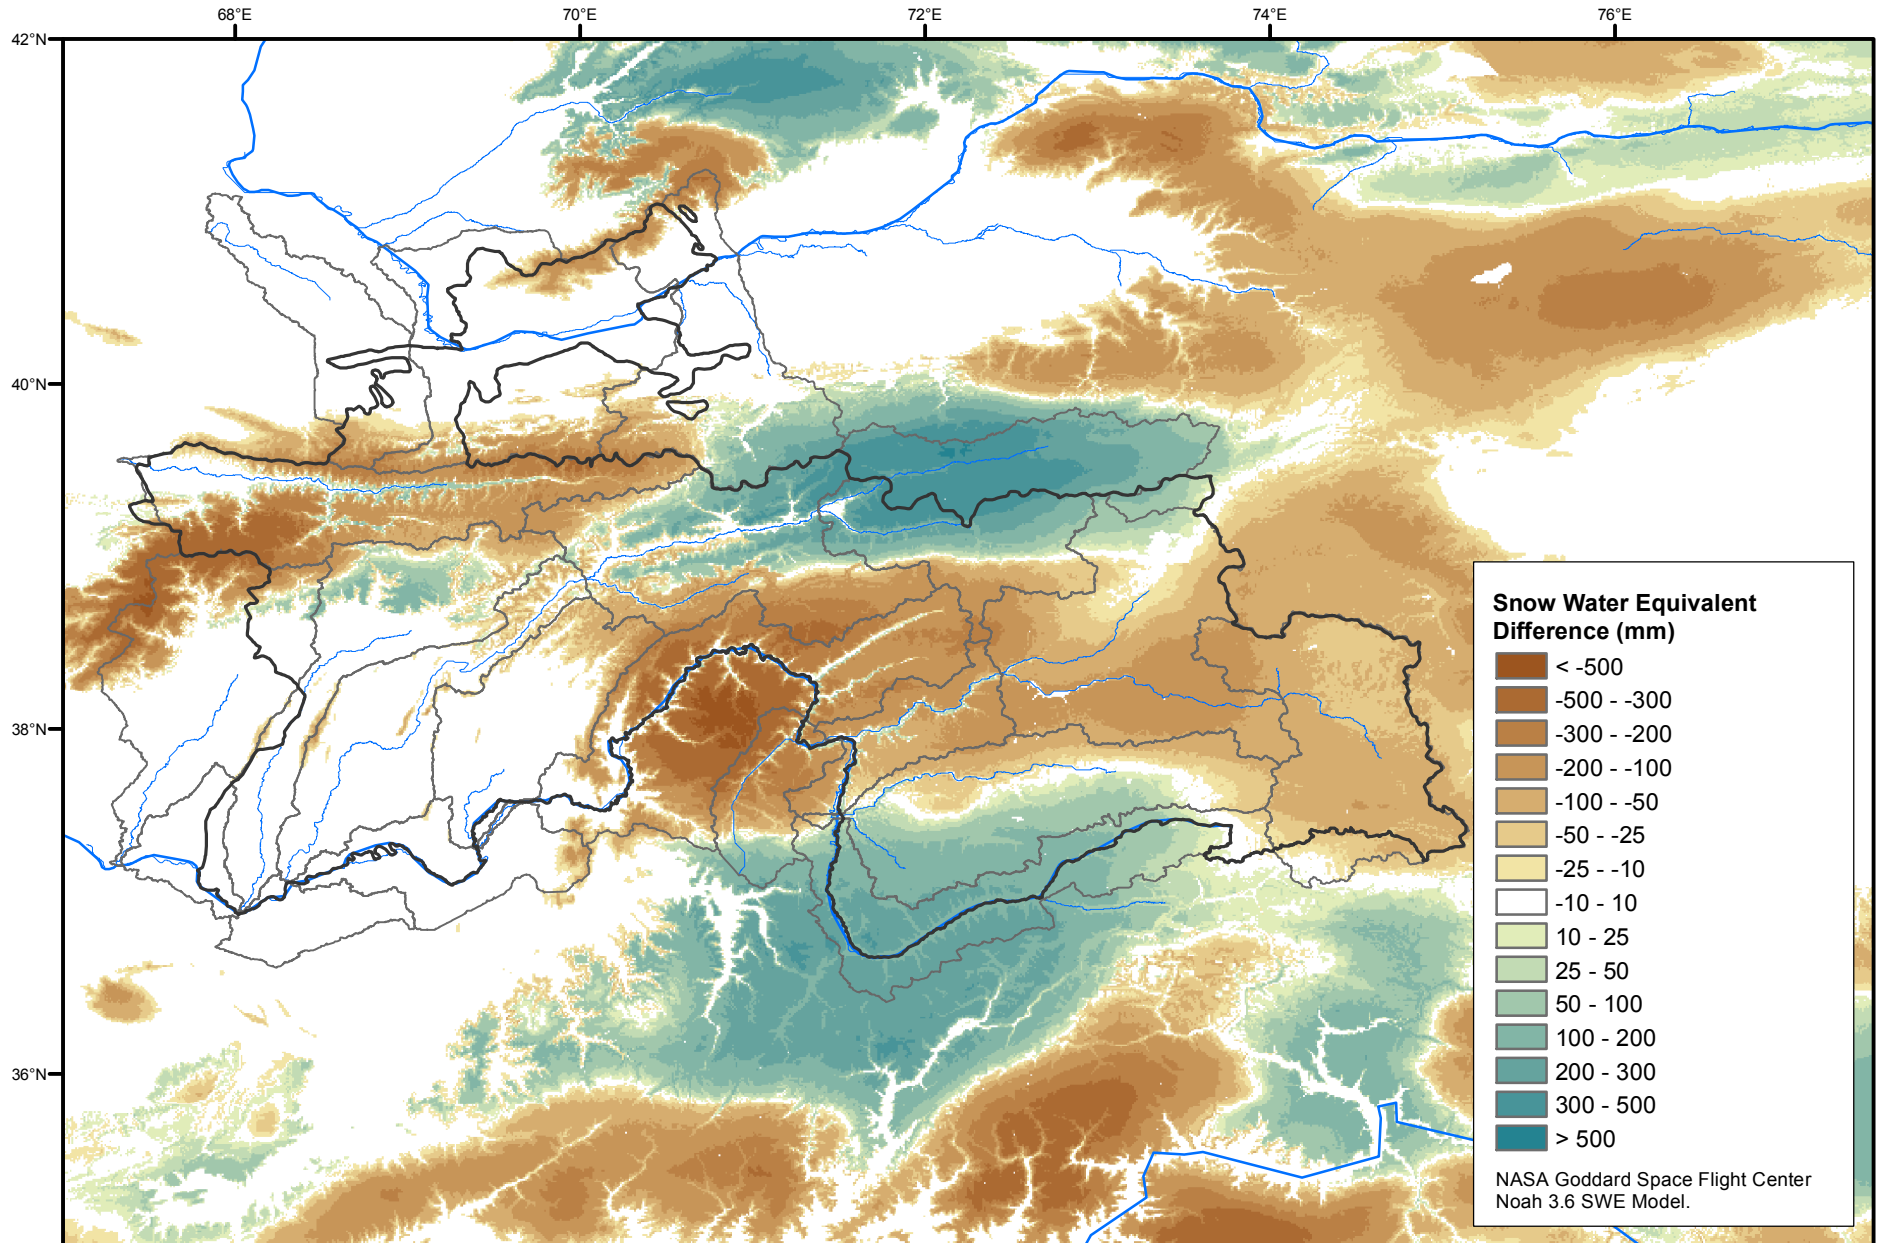 68°E 70°E 72°E 74°E 76°E
42°N
40°N
38°N
36°N
Snow Water Equivalent
Difference (mm)
< -500
-500 - -300
-300 - -200
-200 - -100
-100 - -50
-50 - -25
-25 - -10
-10 - 10
10 - 25
25 - 50
50 - 100
100 - 200
200 - 300
300 - 500
> 500
NASA Goddard Space Flight Center
Noah 3.6 SWE Model.